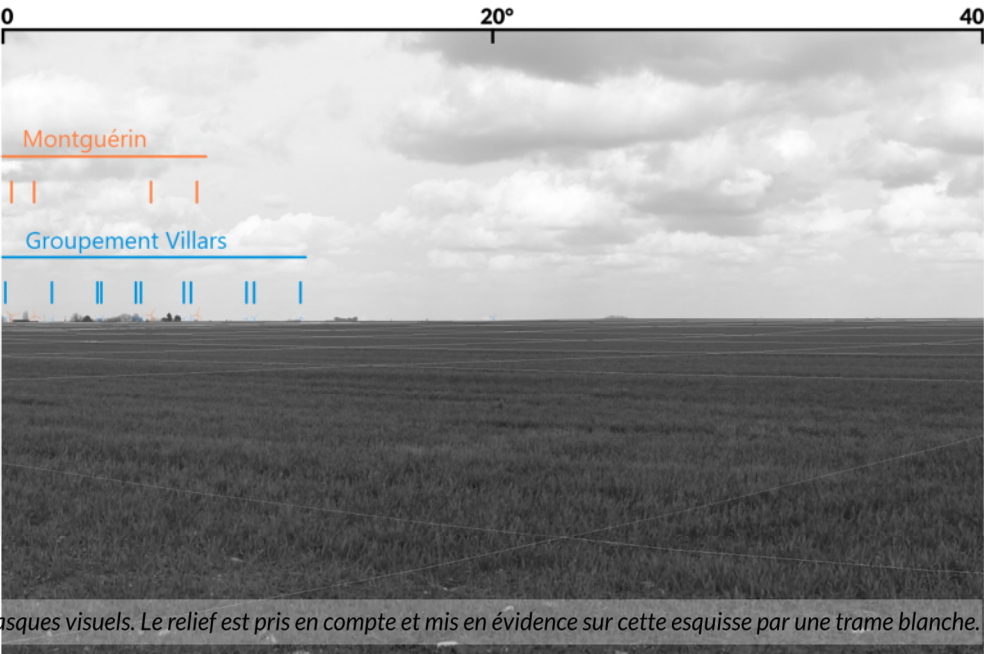 0 20° 40
Montguérin
Groupement Villars
asques visuels. Le relief est pris en compte et mis en évidence sur cette esquisse par une trame blanche.